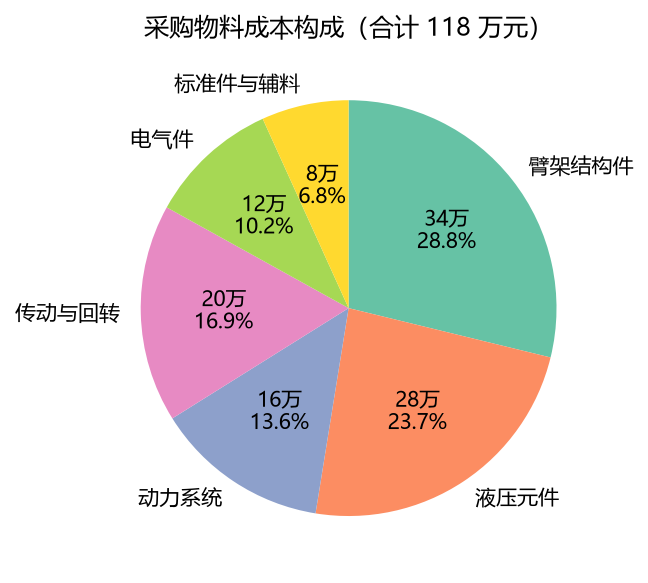 采购物料成本构成（合计 118 万元）
标准件与辅料
电气件
臂架结构件
8万
6.8%
12万
10.2%
34万
28.8%
传动与回转
20万
16.9%
16万
13.6%
28万
23.7%
动力系统
液压元件